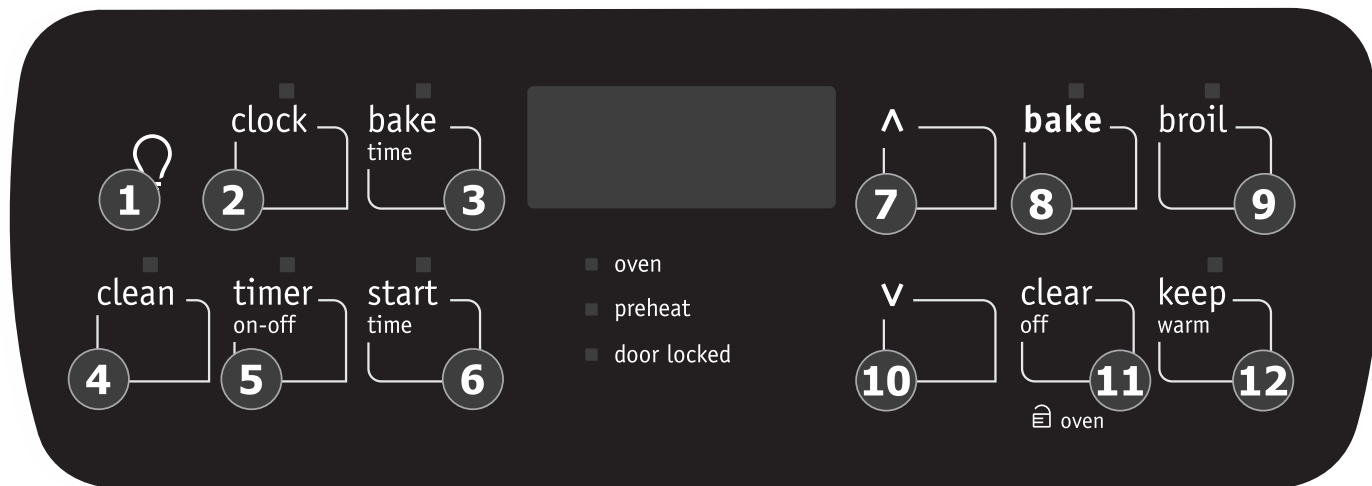 clock
bake
time
∧
bake
broil
1
2
3
7
8
9
oven
clean
timer
on-off
start
time
preheat
∨
clear
off
keep
warm
door locked
4
5
6
10
11
12
oven